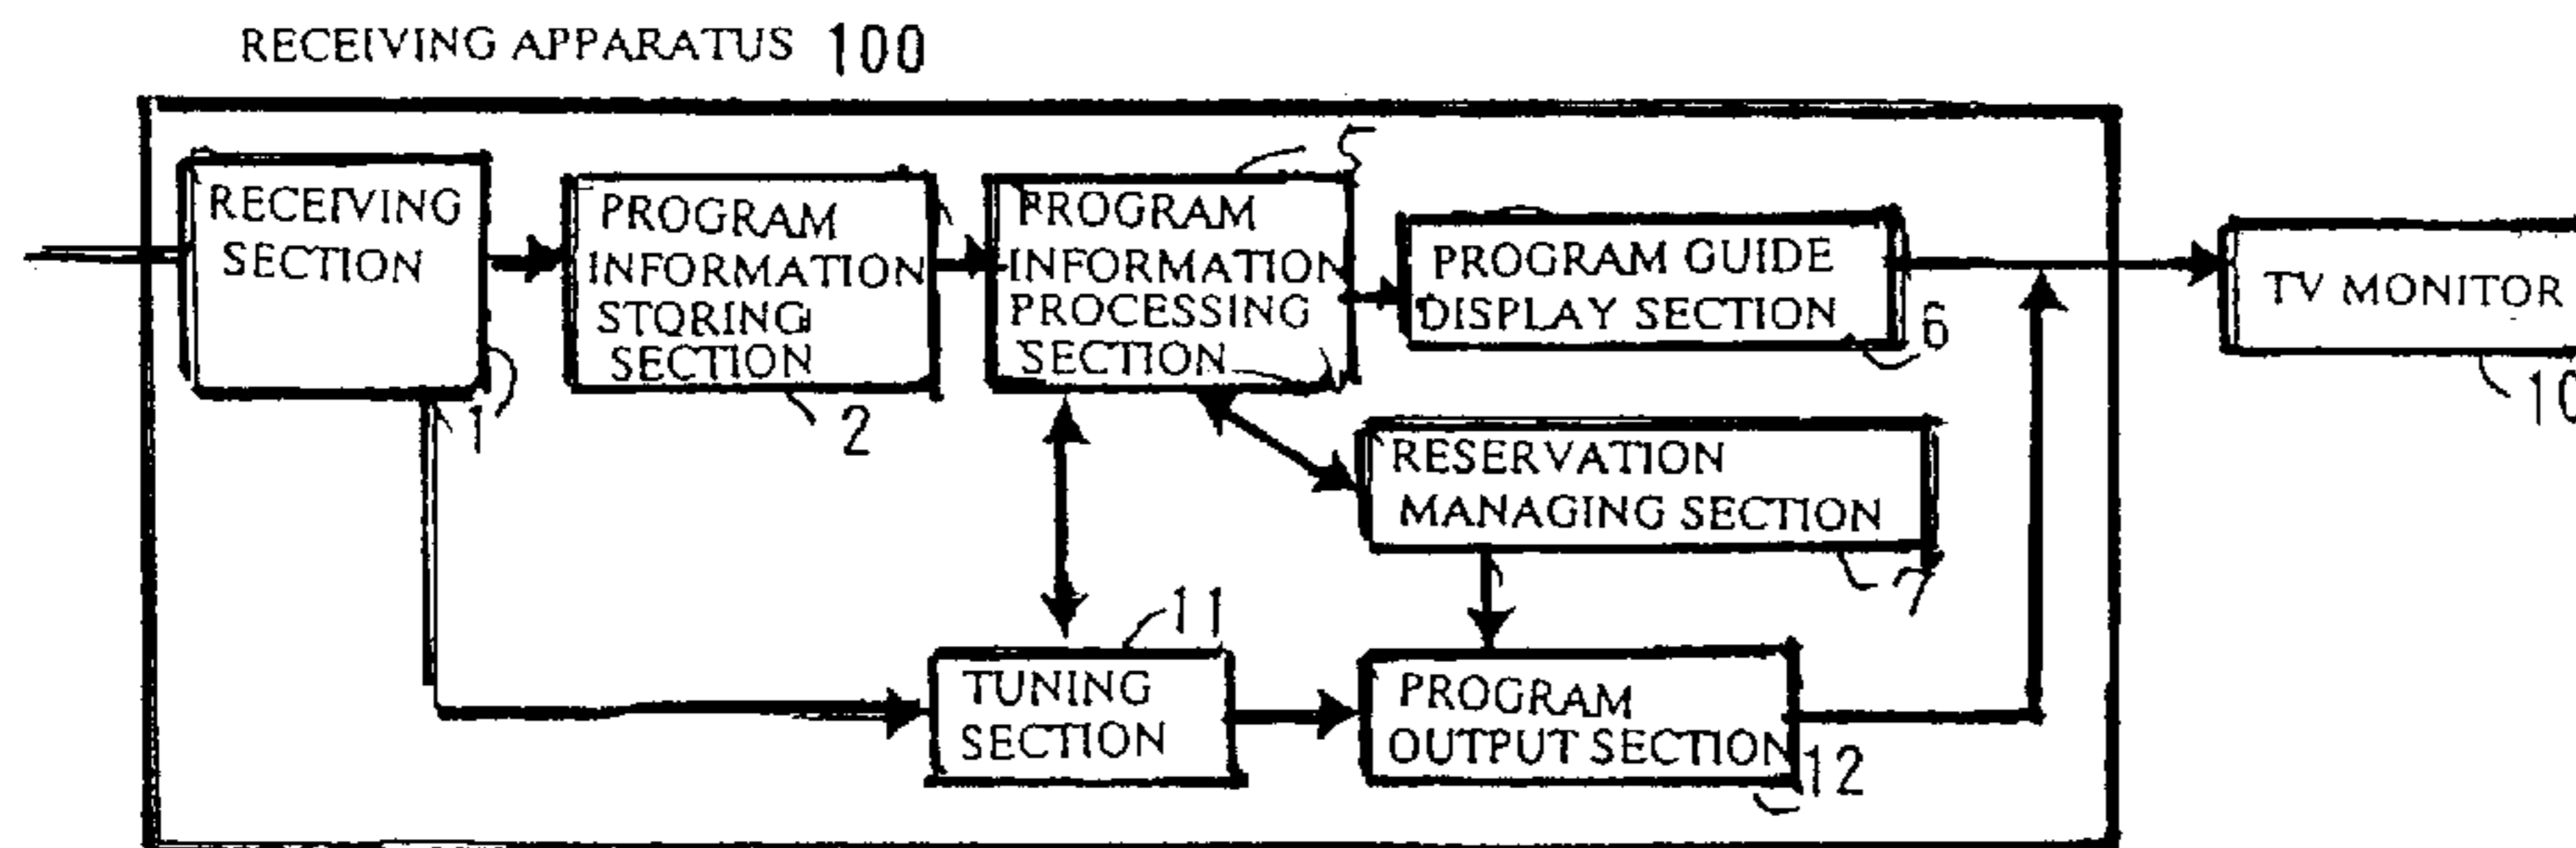 RECEIVING APPARATUS 100
RECEIVING
SECTION
1
PROGRAM
INFORMATION
STORING
SECTION
2
PROGRAM
INFORMATION
PROCESSING
SECTION
5
PROGRAM GUIDE
DISPLAY SECTION
6
TV MONITOR
10
RESERVATION
MANAGING SECTION
7
TUNING
SECTION
11
PROGRAM
OUTPUT SECTION
12